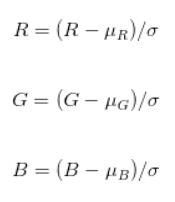 R = (R − μ_R)/σ
G = (G − μ_G)/σ
B = (B − μ_B)/σ